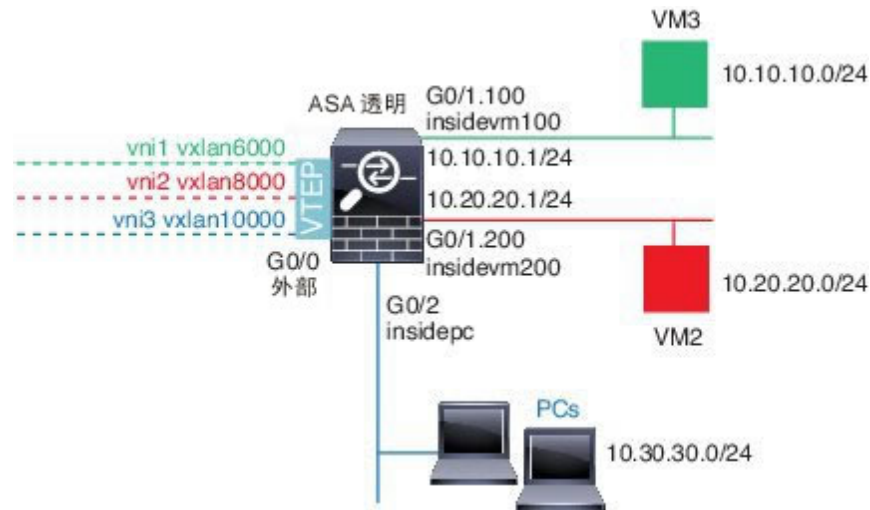 VM3
10.10.10.0/24
ASA 透明
G0/1.100
insidevm100
vni1 vxlan6000
10.10.10.1/24
vni2 vxlan8000
VTEP
10.20.20.1/24
vni3 vxlan10000
G0/0
外部
G0/1.200
insidevm200
10.20.20.0/24
G0/2
insidepc
VM2
PCs
10.30.30.0/24